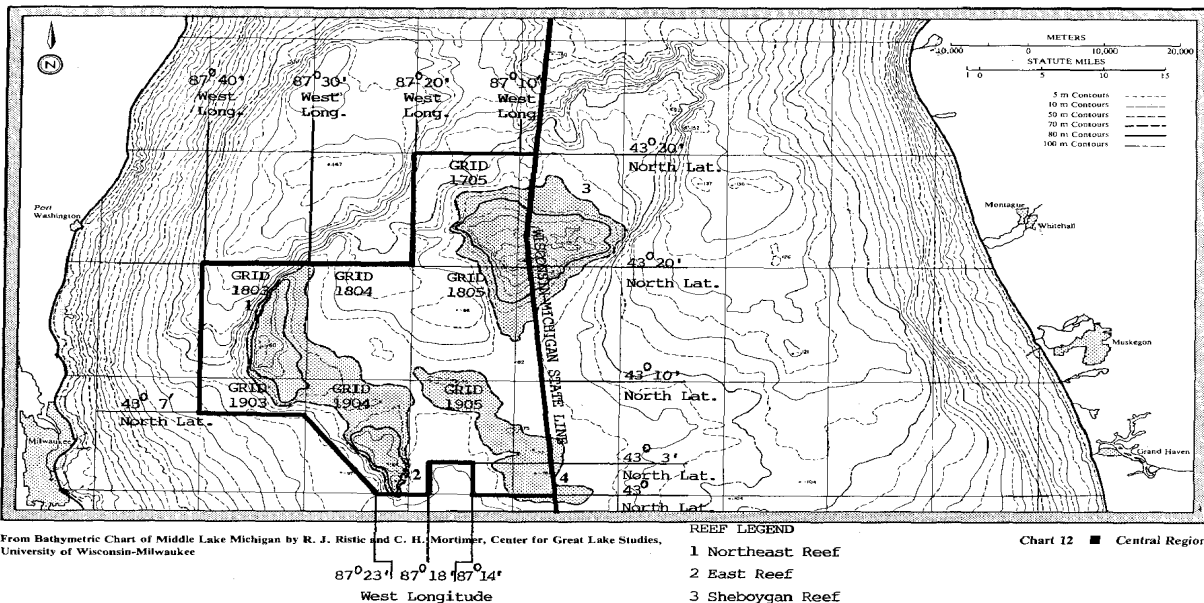 N
87° 40' West Long.
87° 30' West Long.
87° 20' West Long.
87° 10' West Long.
METERS
10,000 0 10,000 20,000
STATUTE MILES
1 0 5 10 15
5 m Contours
10 m Contours
50 m Contours
70 m Contours
80 m Contours
100 m Contours
43° 30'
North Lat.
GRID
1705
3
Port
Washington
Montague
Whitehall
WISCONSIN-MICHIGAN STATE LINE
43° 20'
North Lat.
GRID
1803
GRID
1804
GRID
1805
1
Muskegon
43° 10'
North Lat.
GRID
1903
GRID
1904
GRID
1905
43° 7'
North Lat.
Milwaukee
43° 3'
North Lat.
Grand Haven
2
4
43°
North Lat.
From Bathymetric Chart of Middle Lake Michigan by R. J. Ristic and C. H. Mortimer, Center for Great Lake Studies,
University of Wisconsin-Milwaukee
Chart 12 ■ Central Region
87° 23' 87° 18' 87° 14'
West Longitude
REEF LEGEND
1 Northeast Reef
2 East Reef
3 Sheboygan Reef